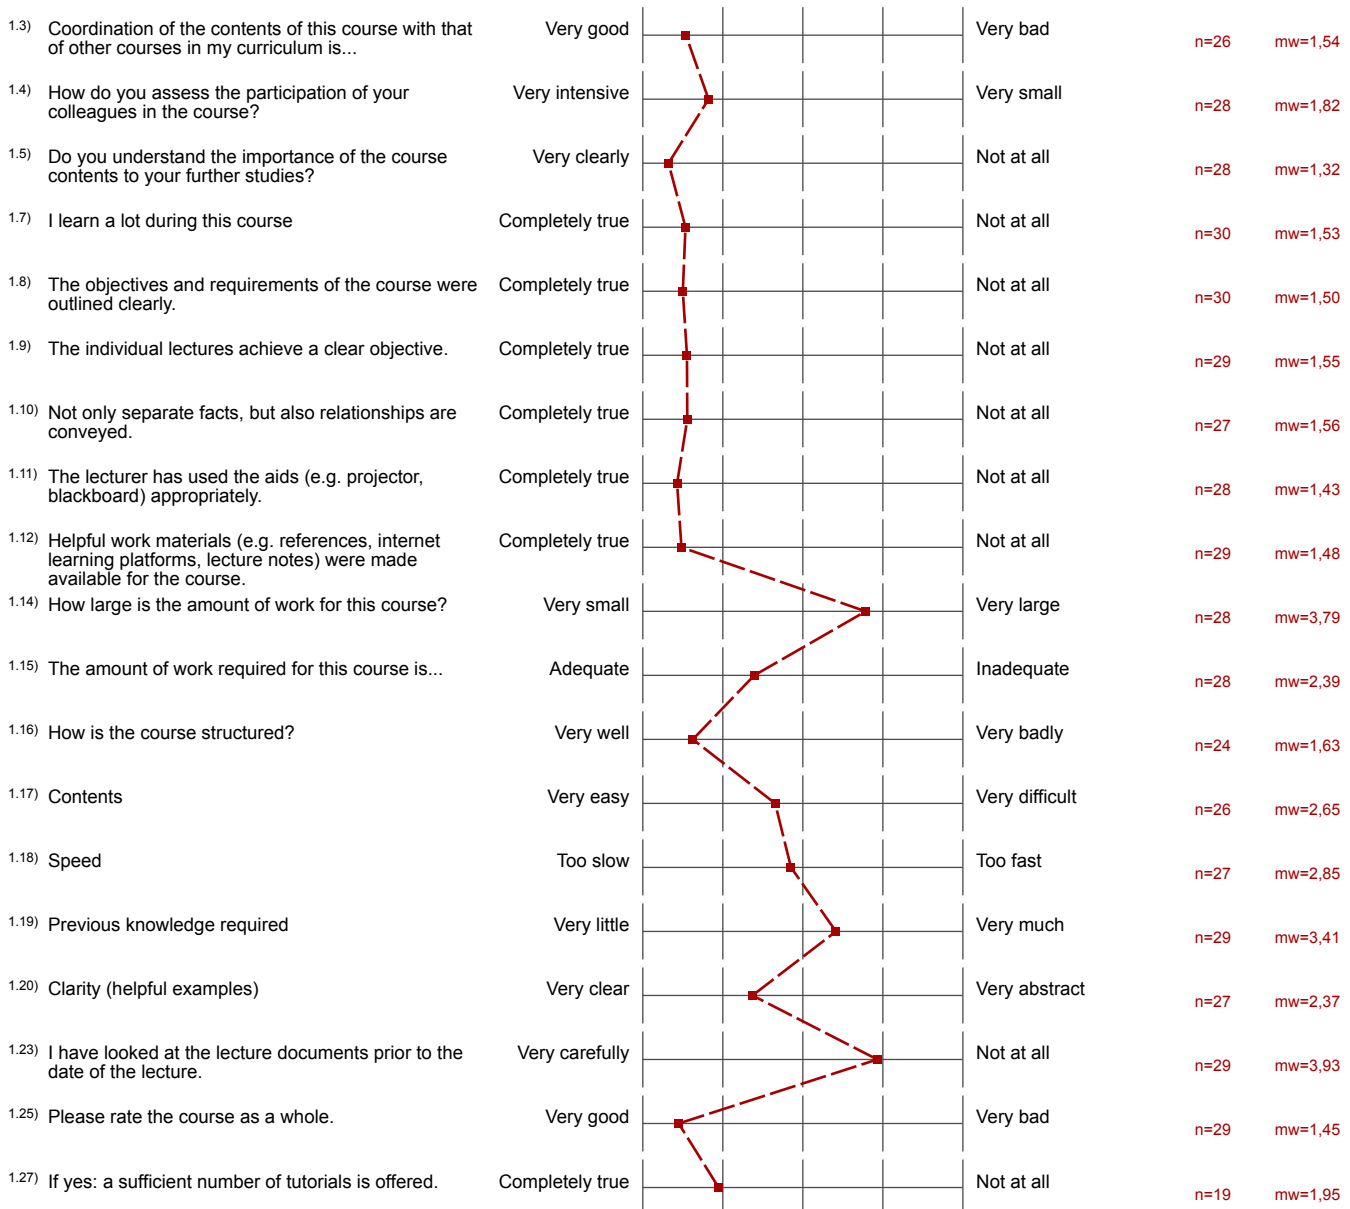 1.3) Coordination of the contents of this course with that Very good Very bad
of other courses in my curriculum is... n=26 mw=1,54
1.4) How do you assess the participation of your Very intensive Very small
colleagues in the course? n=28 mw=1,82
1.5) Do you understand the importance of the course Very clearly Not at all
contents to your further studies? n=28 mw=1,32
1.7) I learn a lot during this course Completely true Not at all
n=30 mw=1,53
1.8) The objectives and requirements of the course were Completely true Not at all
outlined clearly. n=30 mw=1,50
1.9) The individual lectures achieve a clear objective. Completely true Not at all
n=29 mw=1,55
1.10) Not only separate facts, but also relationships are Completely true Not at all
conveyed. n=27 mw=1,56
1.11) The lecturer has used the aids (e.g. projector, Completely true Not at all
blackboard) appropriately. n=28 mw=1,43
1.12) Helpful work materials (e.g. references, internet Completely true Not at all
learning platforms, lecture notes) were made n=29 mw=1,48
available for the course.
1.14) How large is the amount of work for this course? Very small Very large
n=28 mw=3,79
1.15) The amount of work required for this course is... Adequate Inadequate
n=28 mw=2,39
1.16) How is the course structured? Very well Very badly
n=24 mw=1,63
1.17) Contents Very easy Very difficult
n=26 mw=2,65
1.18) Speed Too slow Too fast
n=27 mw=2,85
1.19) Previous knowledge required Very little Very much
n=29 mw=3,41
1.20) Clarity (helpful examples) Very clear Very abstract
n=27 mw=2,37
1.23) I have looked at the lecture documents prior to the Very carefully Not at all
date of the lecture. n=29 mw=3,93
1.25) Please rate the course as a whole. Very good Very bad
n=29 mw=1,45
1.27) If yes: a sufficient number of tutorials is offered. Completely true Not at all
n=19 mw=1,95